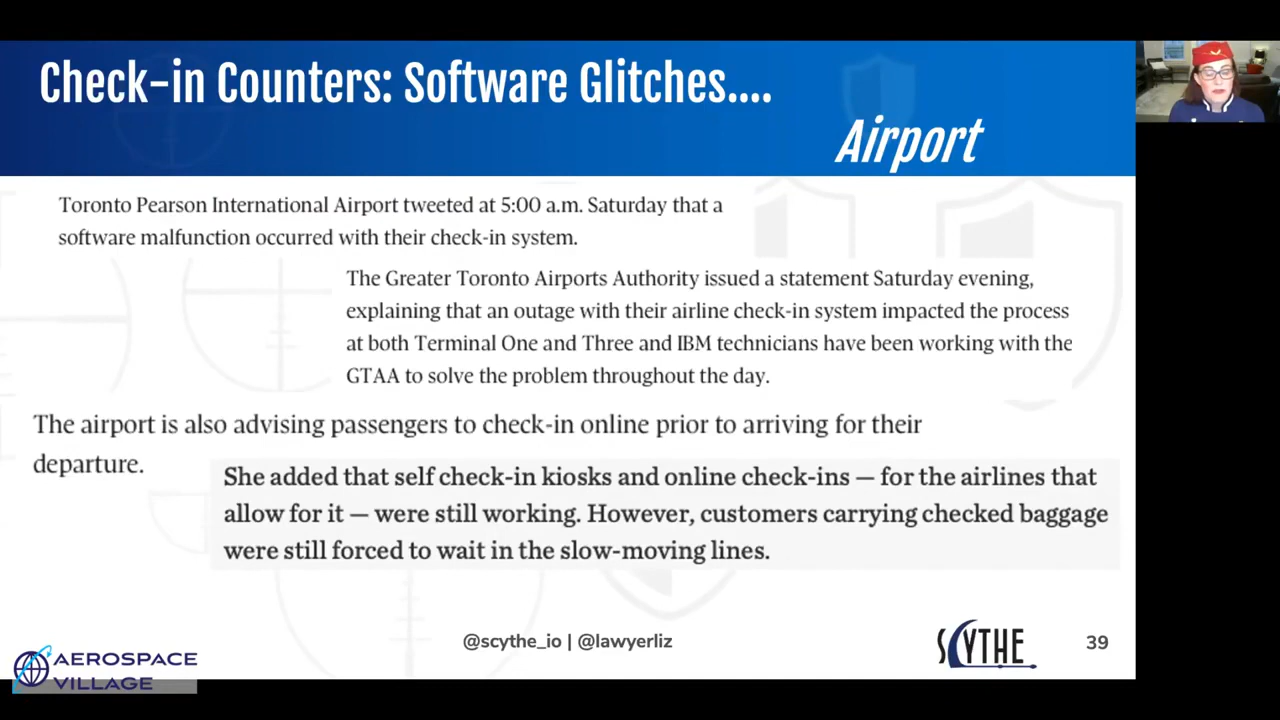 Check-in Counters: Software Glitches....
Airport
Toronto Pearson International Airport tweeted at 5:00 a.m. Saturday that a
software malfunction occurred with their check-in system.
The Greater Toronto Airports Authority issued a statement Saturday evening,
explaining that an outage with their airline check-in system impacted the process
at both Terminal One and Three and IBM technicians have been working with the
GTAA to solve the problem throughout the day.
The airport is also advising passengers to check-in online prior to arriving for their
departure.
She added that self check-in kiosks and online check-ins — for the airlines that
allow for it — were still working. However, customers carrying checked baggage
were still forced to wait in the slow-moving lines.
@scythe_io | @lawyerliz
SCYTHE
39
AEROSPACE
VILLAGE